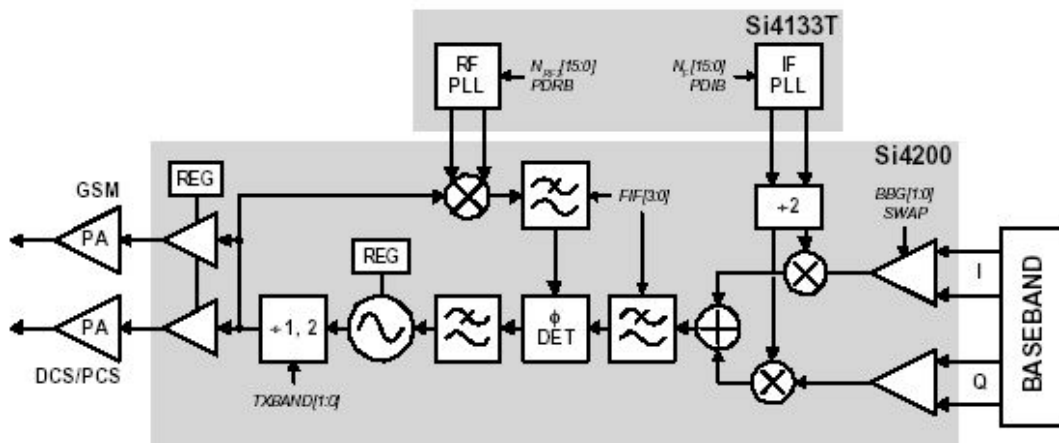 Si4133T
RF
PLL
N_RF1[15:0]
PDRB
N_IF[15:0]
PDIB
IF
PLL
Si4200
GSM
REG
PA
FIF[3:0]
÷2
BBG[1:0]
SWAP
REG
I
BASEBAND
PA
÷1, 2
ϕ
DET
Q
DCS/PCS
TXBAND[1:0]